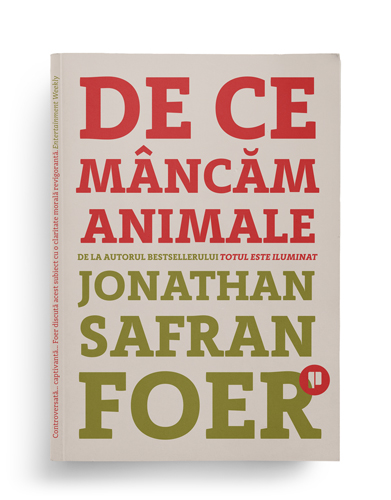 DE CE
MÂNCĂM
ANIMALE
DE LA AUTORUL BESTSELLERULUI TOTUL ESTE ILUMINAT
JONATHAN
SAFRAN
FOER
Controversată... captivantă... Foer discută acest subiect cu o claritate morală revigorantă. Entertainment Weekly